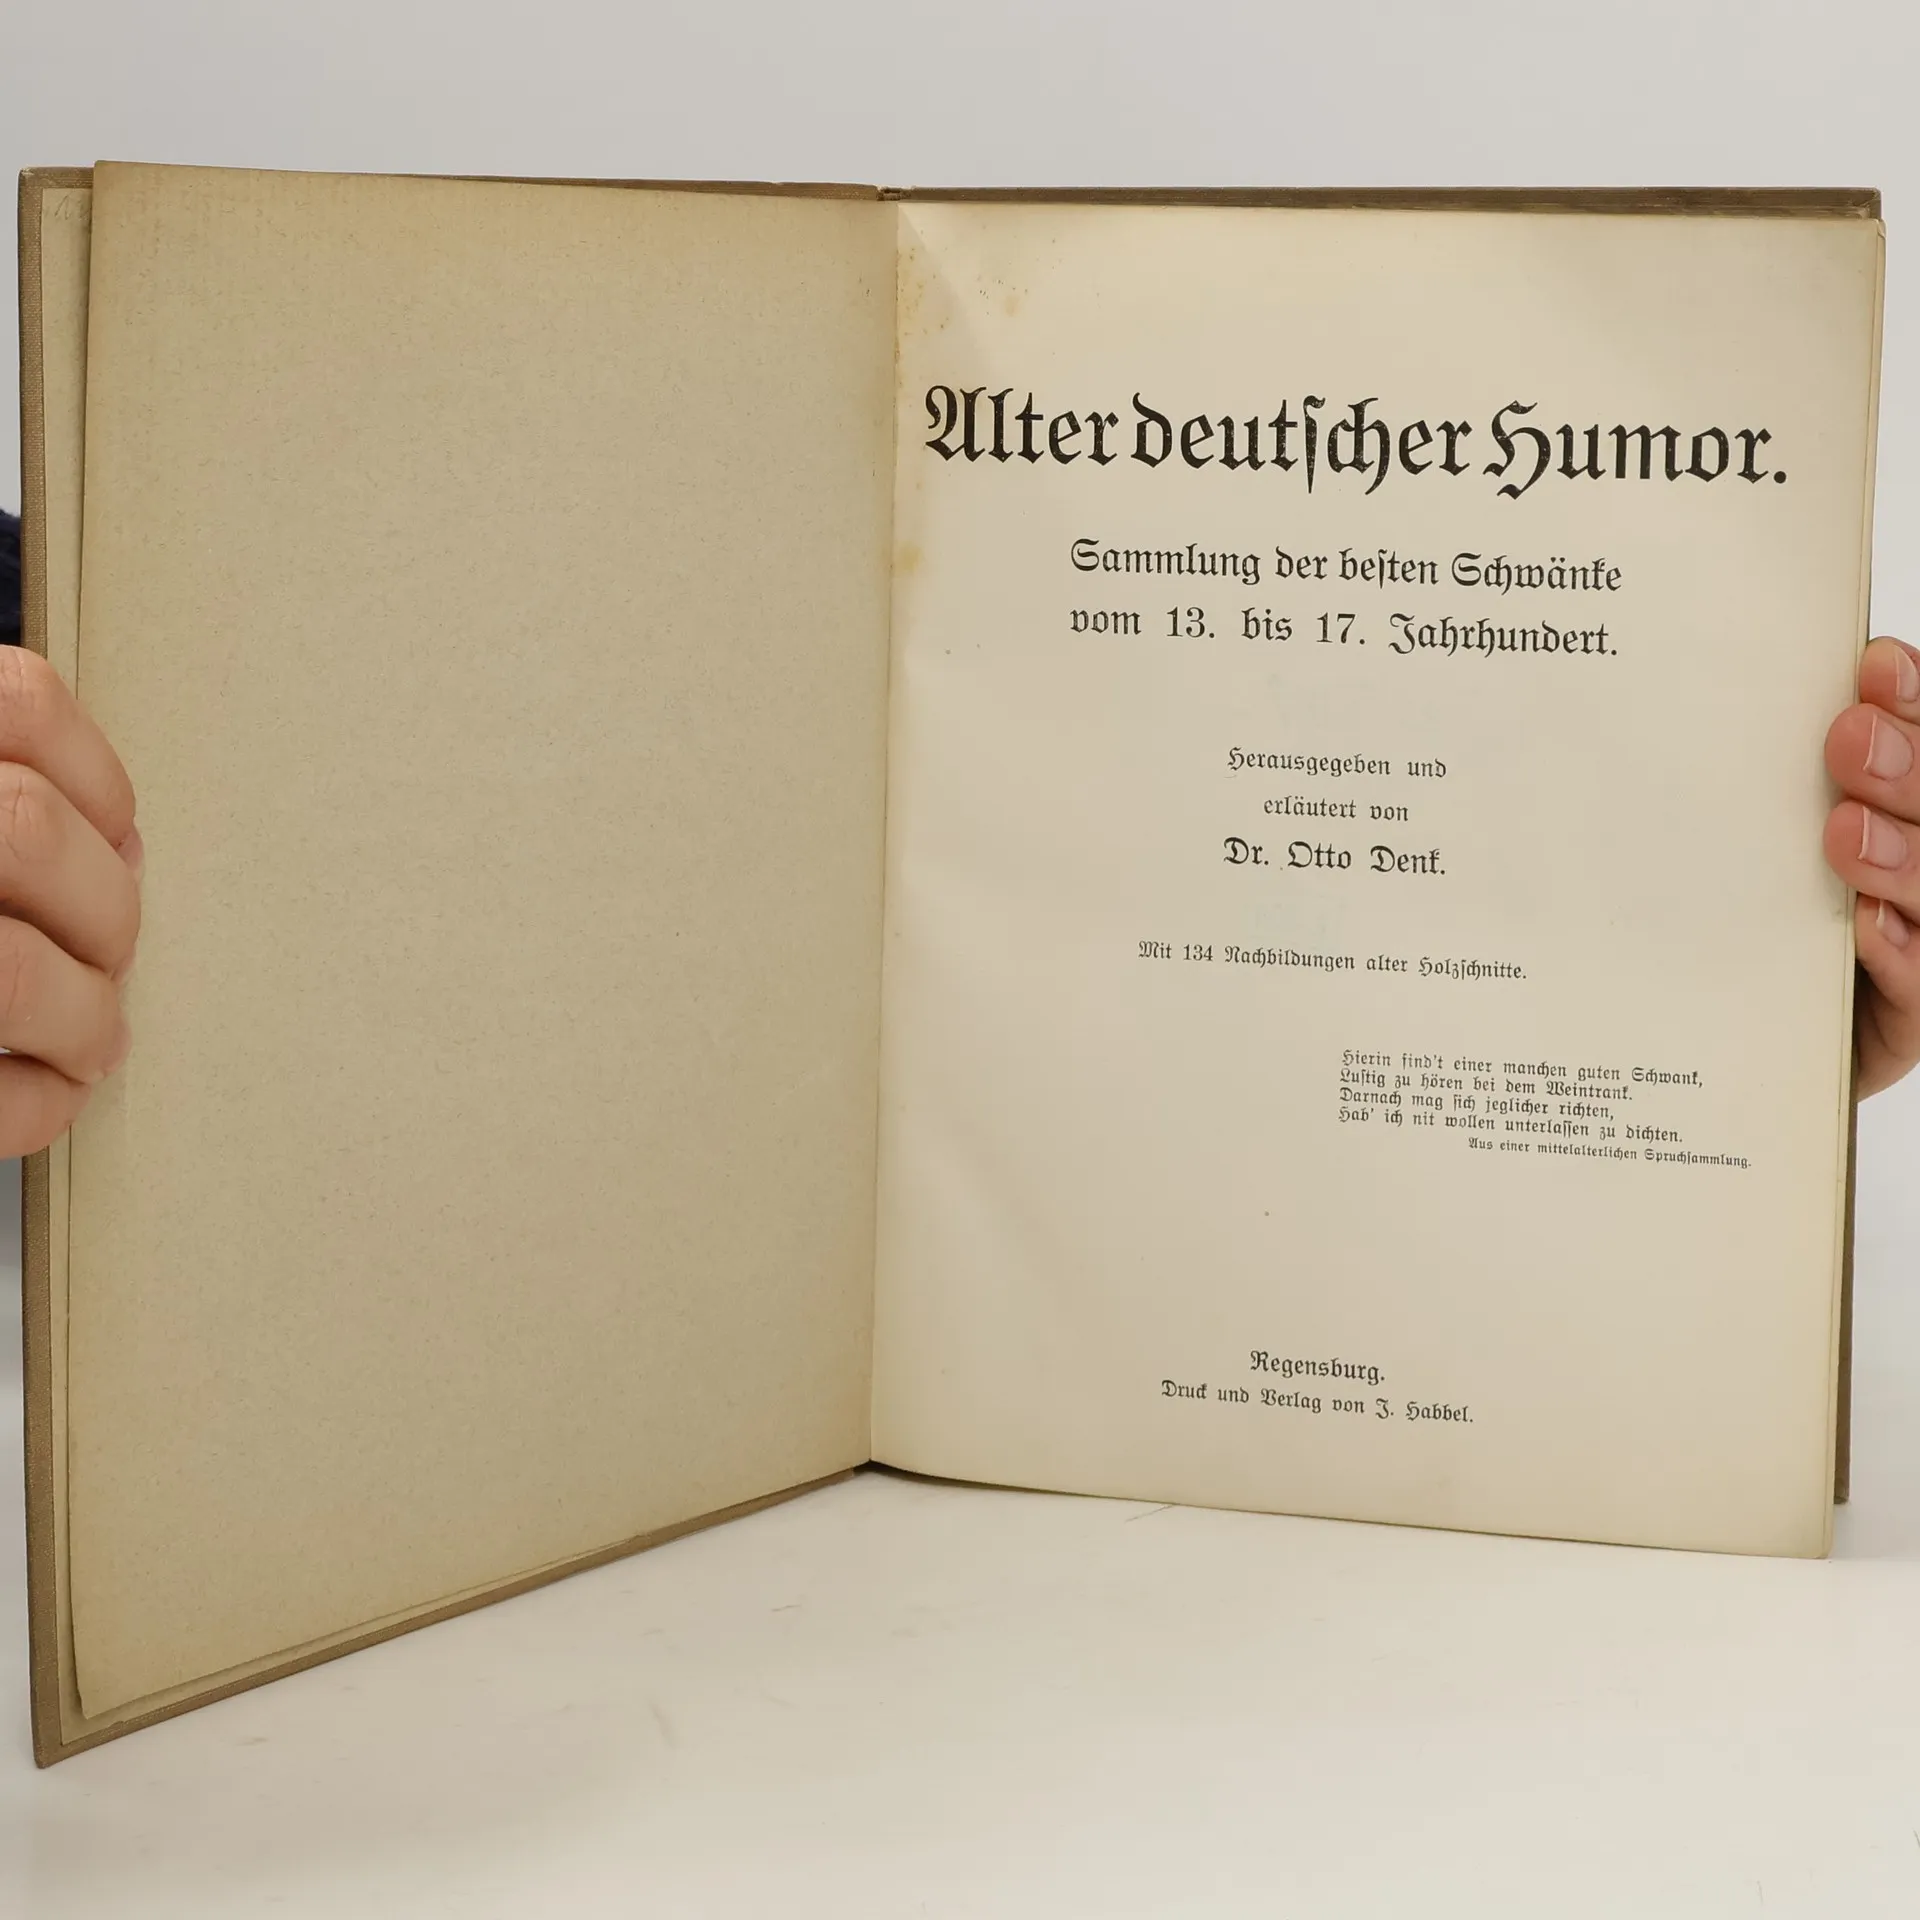 Alter deutſcher Humor.
Sammlung der beſten Schwänke
vom 13. bis 17. Jahrhundert.
Herausgegeben und
erläutert von
Dr. Otto Denk.
Mit 134 Nachbildungen alter Holzſchnitte.
Hierin find't einer manchen guten Schwank,
Luſtig zu hören bei dem Weintrank.
Darnach mag ſich jeglicher richten,
Hab' ich nit wollen unterlaſſen zu dichten.
Aus einer mittelalterlichen Spruchſammlung.
Regensburg.
Druck und Verlag von J. Habbel.